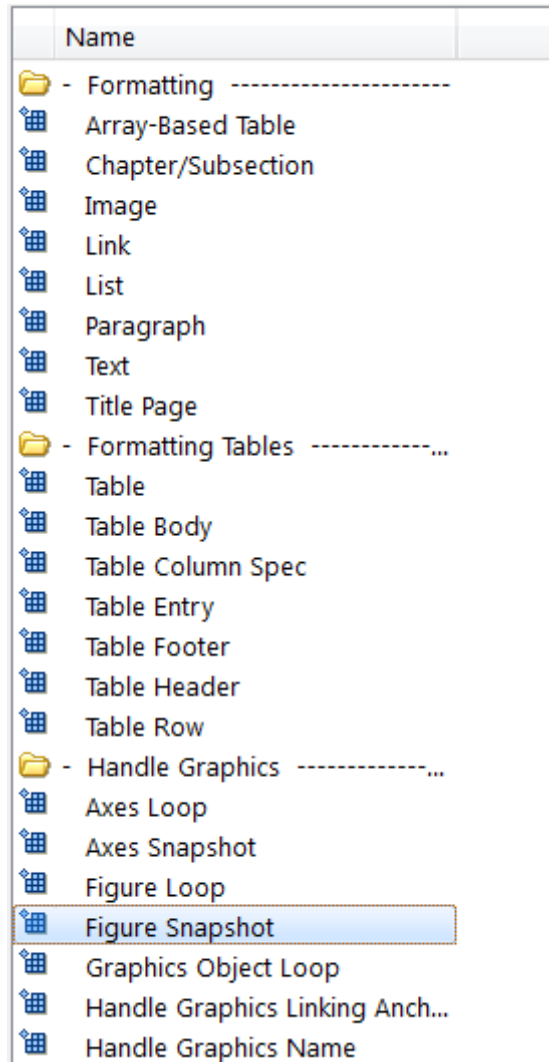 Name
- Formatting ----------------------
Array-Based Table
Chapter/Subsection
Image
Link
List
Paragraph
Text
Title Page
- Formatting Tables ------------...
Table
Table Body
Table Column Spec
Table Entry
Table Footer
Table Header
Table Row
- Handle Graphics -------------...
Axes Loop
Axes Snapshot
Figure Loop
Figure Snapshot
Graphics Object Loop
Handle Graphics Linking Anch...
Handle Graphics Name